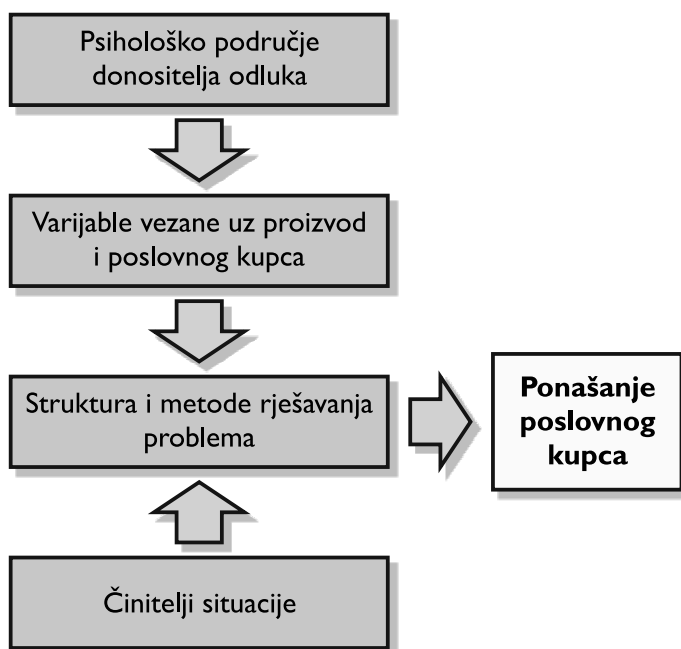 Psihološko područje
donositelja odluka
Varijable vezane uz proizvod
i poslovnog kupca
Struktura i metode rješavanja
problema
Ponašanje
poslovnog
kupca
Činitelji situacije